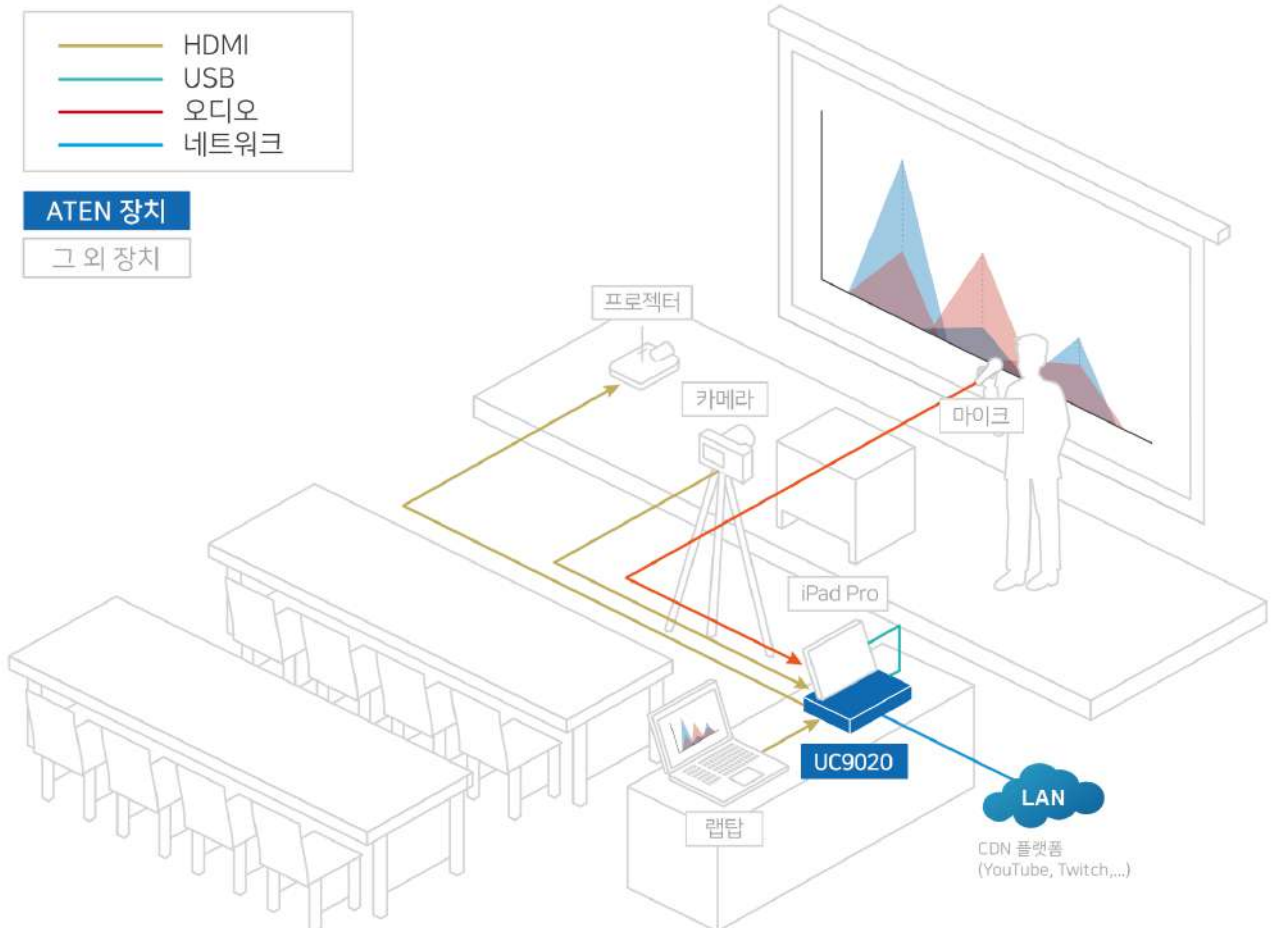 HDMI
USB
오디오
네트워크
ATEN 장치
그 외 장치
프로젝터
카메라
마이크
iPad Pro
UC9020
LAN
랩탑
CDN 플랫폼
(YouTube, Twitch,...)